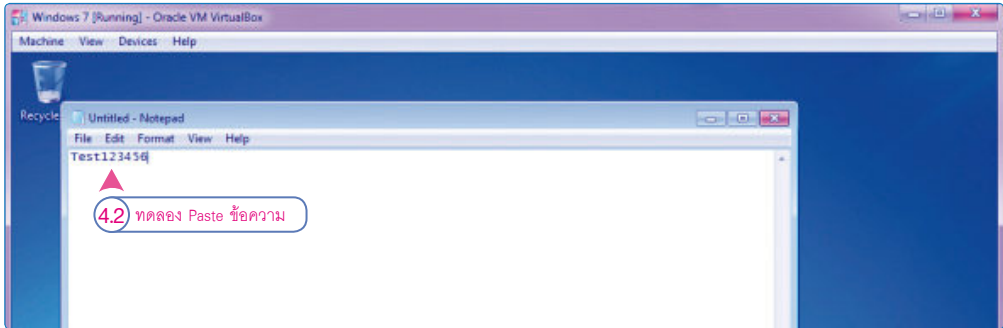 Windows 7 [Running] - Oracle VM VirtualBox
Machine View Devices Help
Recycle
Untitled - Notepad
File Edit Format View Help
Test123456
4.2 ทดลอง Paste ข้อความ